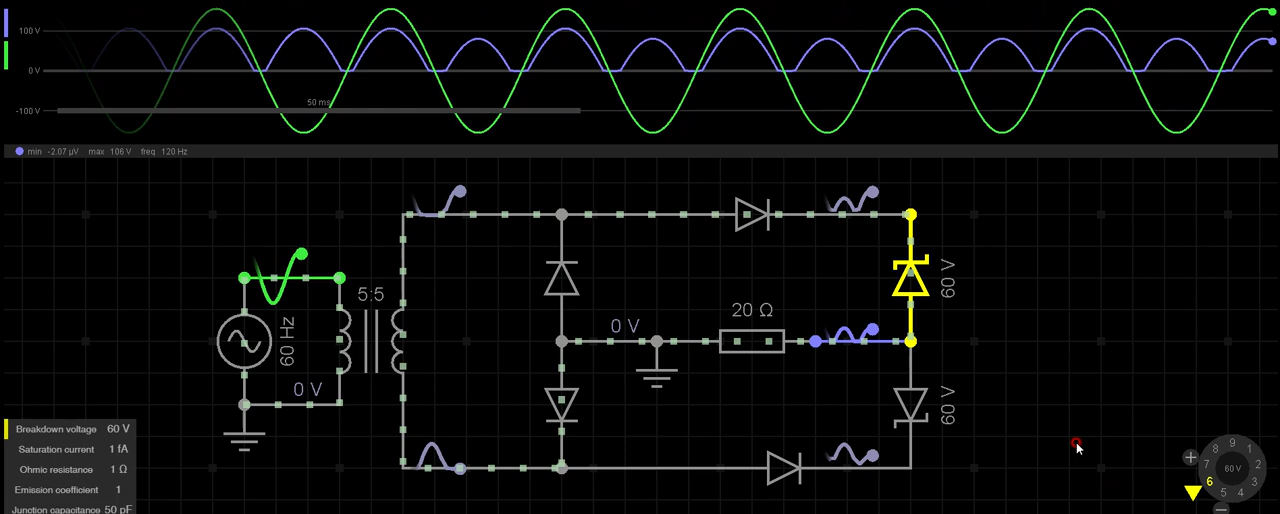 100 V
0 V
-100 V
50 ms
min -2.07 µV max 106 V freq 120 Hz
5:5
60 Hz
0 V
0 V
20 Ω
60 V
60 V
Breakdown voltage 60 V
Saturation current 1 fA
Ohmic resistance 1 Ω
Emission coefficient 1
Junction capacitance 50 pF
9
8 1
7 60 V 2
6 3
5 4